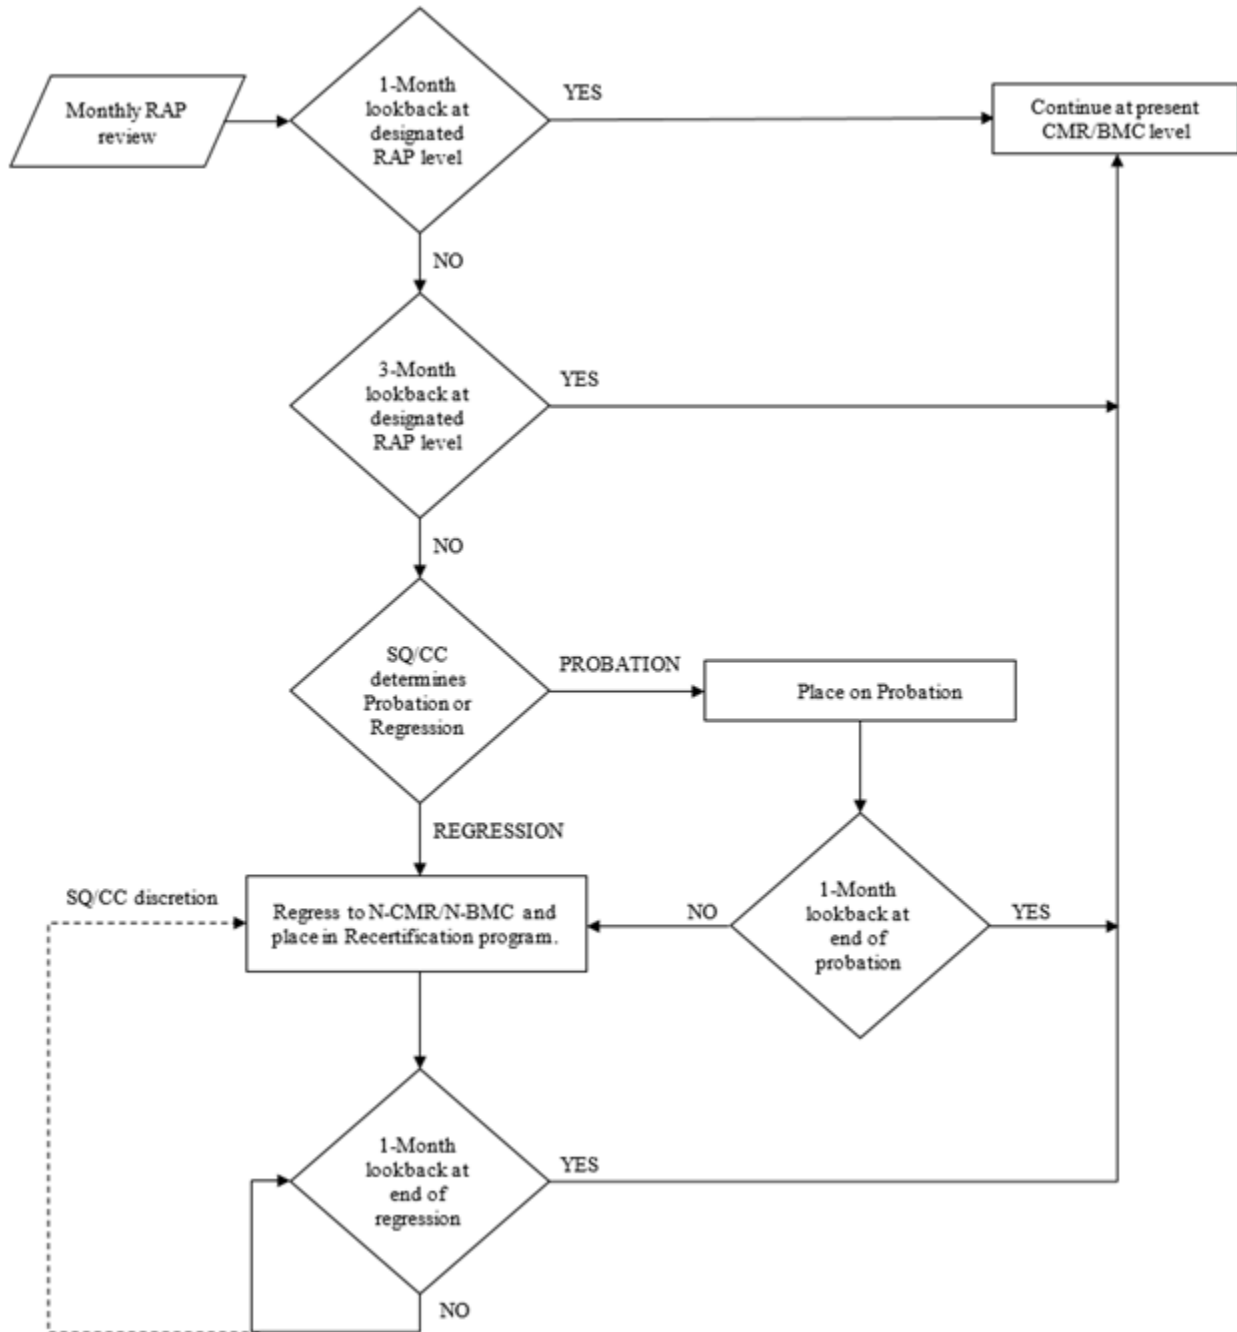 Monthly RAP
review
1-Month
lookback at
designated
RAP level
YES
Continue at present
CMR/BMC level
NO
3-Month
lookback at
designated
RAP level
YES
NO
SQ/CC
determines
Probation or
Regression
PROBATION
Place on Probation
REGRESSION
SQ/CC discretion
Regress to N-CMR/N-BMC and
place in Recertification program.
NO
1-Month
lookback at
end of
probation
YES
1-Month
lookback at
end of
regression
YES
NO